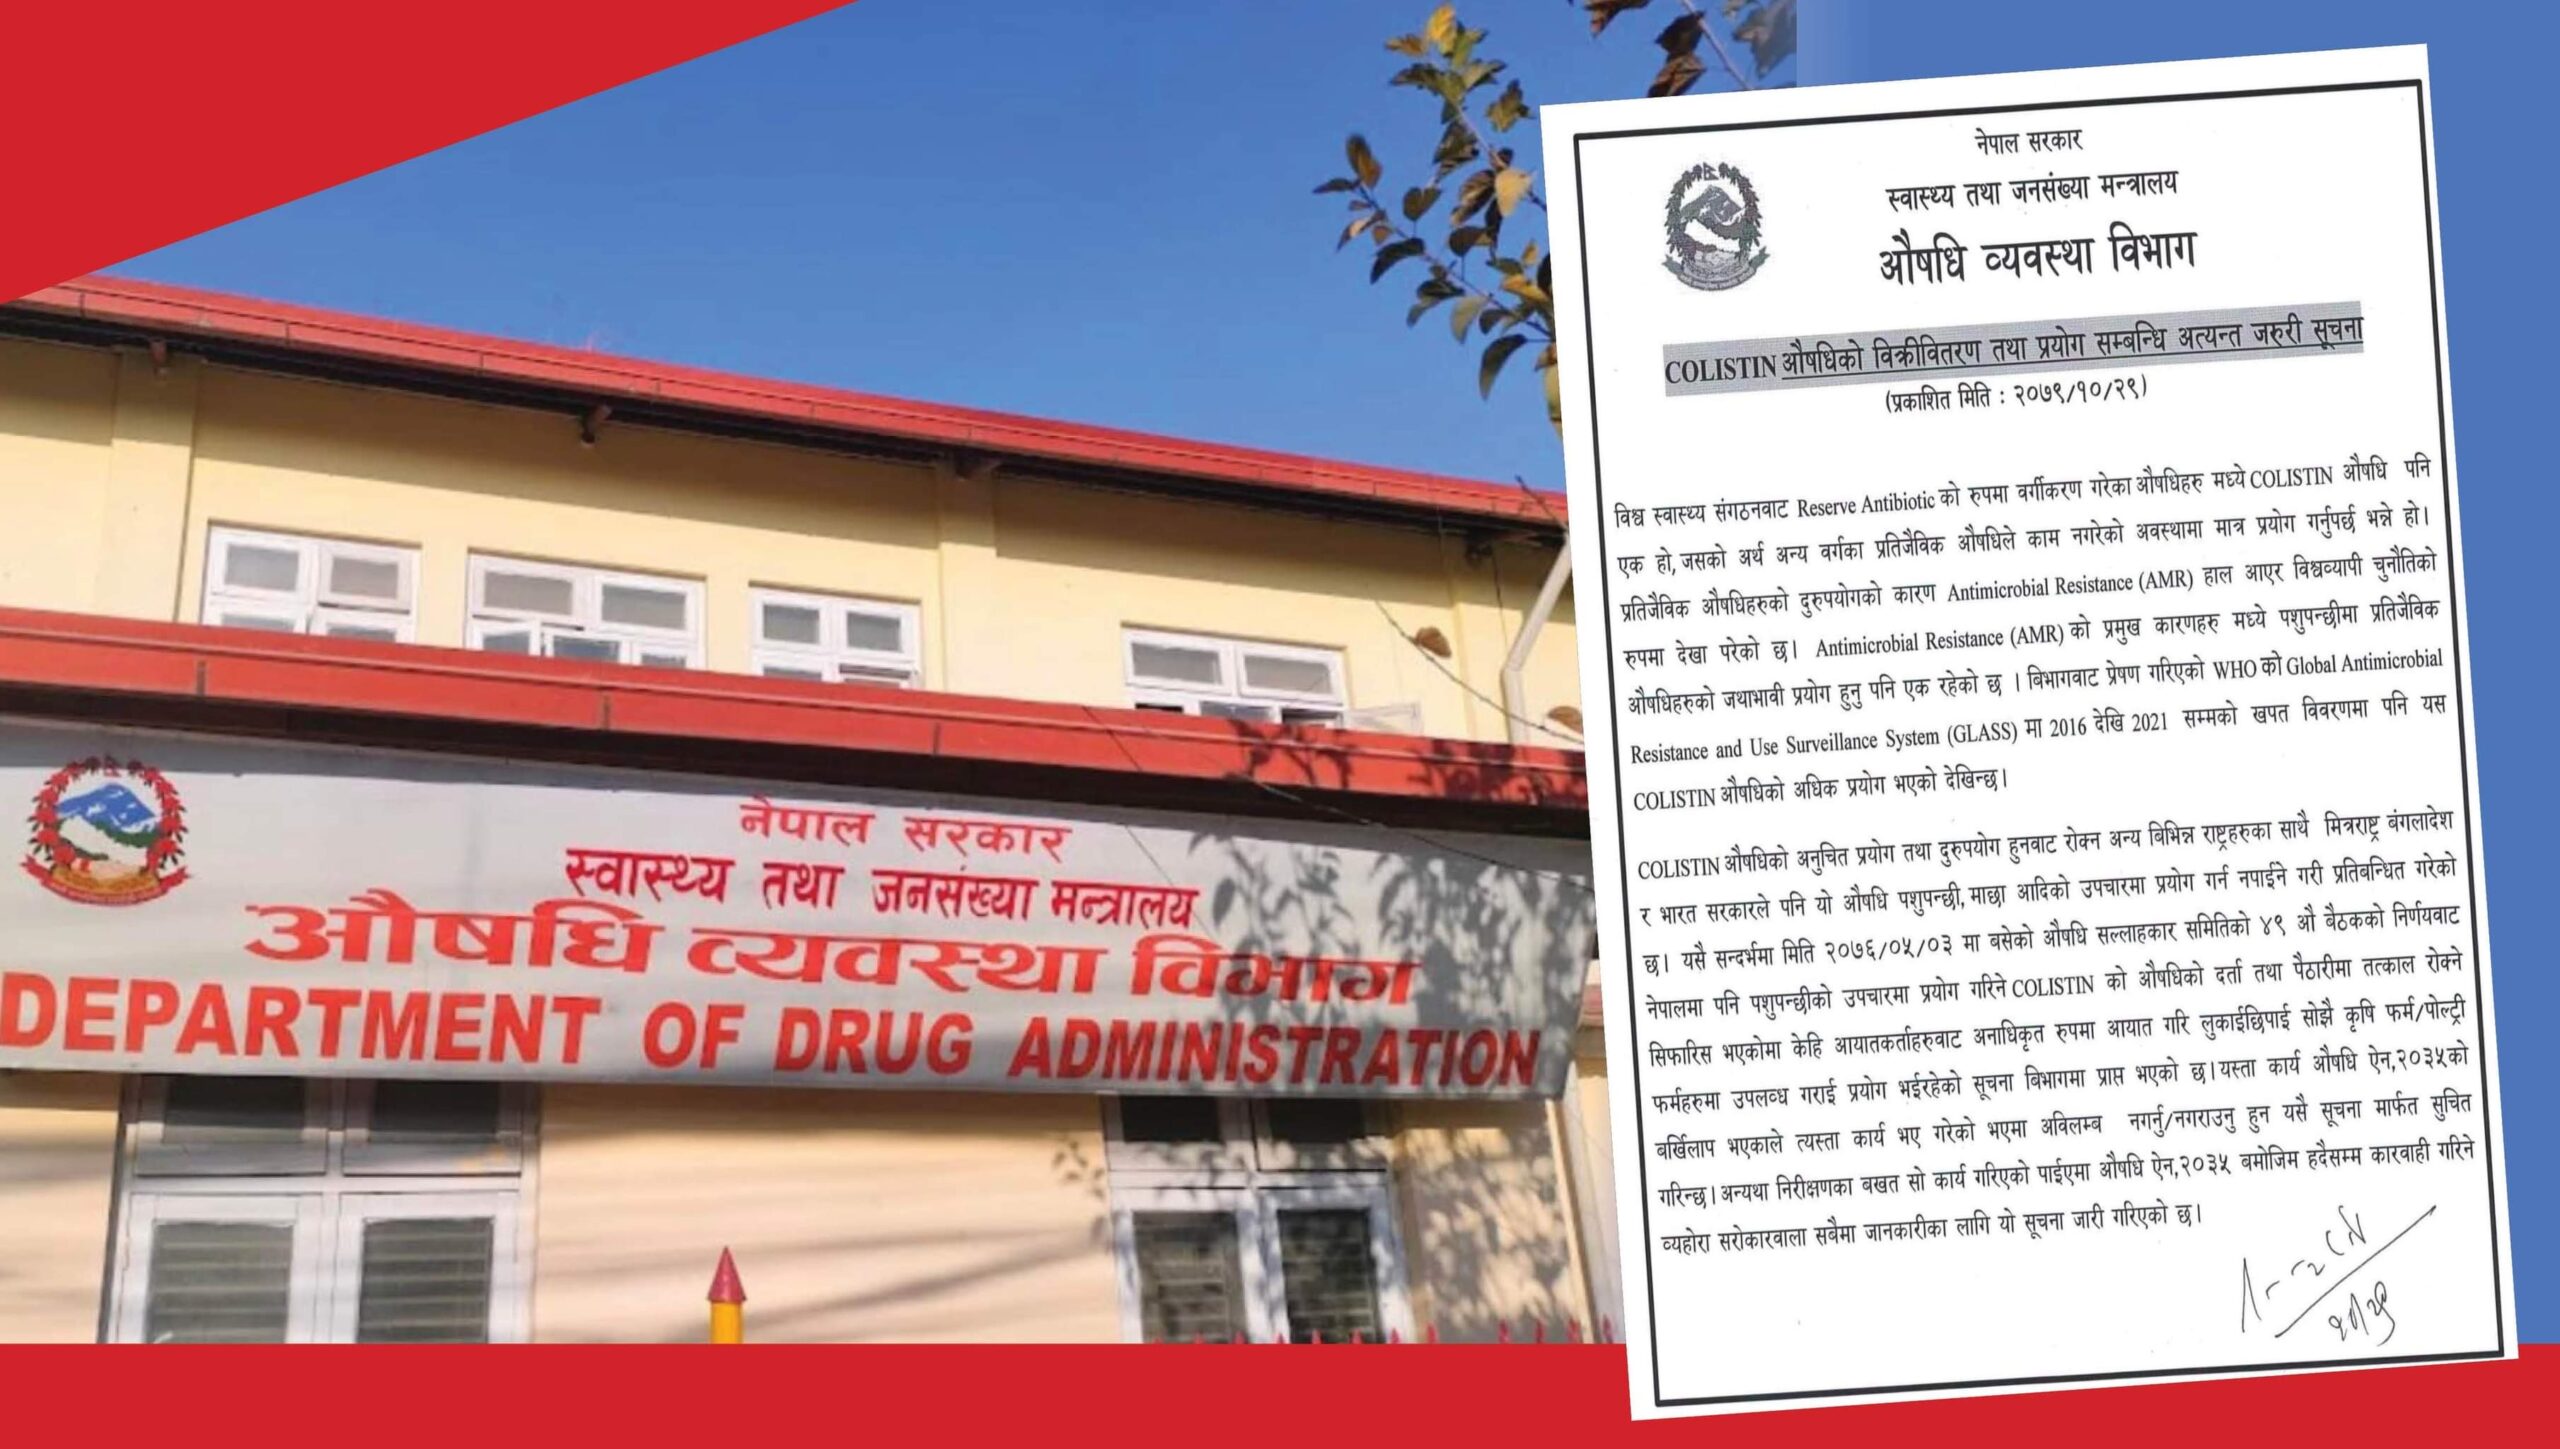 नेपाल सरकार
स्वास्थ्य तथा जनसंख्या मन्त्रालय
औषधि व्यवस्था विभाग
DEPARTMENT OF DRUG ADMINISTRATION
नेपाल सरकार
स्वास्थ्य तथा जनसंख्या मन्त्रालय
औषधि व्यवस्था विभाग
COLISTIN औषधिको विक्रीवितरण तथा प्रयोग सम्बन्धि अत्यन्त जरुरी सूचना
(प्रकाशित मिति : २०७९/१०/२९)
विश्व स्वास्थ्य संगठनवाट Reserve Antibiotic को रुपमा वर्गीकरण गरेका औषधिहरु मध्ये COLISTIN औषधि पनि
एक हो, जसको अर्थ अन्य वर्गका प्रतिजैविक औषधिले काम नगरेको अवस्थामा मात्र प्रयोग गर्नुपर्छ भन्ने हो।
प्रतिजैविक औषधिहरुको दुरुपयोगको कारण Antimicrobial Resistance (AMR) हाल आएर विश्वव्यापी चुनौतिको
रुपमा देखा परेको छ। Antimicrobial Resistance (AMR) को प्रमुख कारणहरु मध्ये पशुपन्छीमा प्रतिजैविक
औषधिहरुको जथाभावी प्रयोग हुनु पनि एक रहेको छ । बिभागवाट प्रेषण गरिएको WHO को Global Antimicrobial
Resistance and Use Surveillance System (GLASS) मा 2016 देखि 2021 सम्मको खपत विवरणमा पनि यस
COLISTIN औषधिको अधिक प्रयोग भएको देखिन्छ।
COLISTIN औषधिको अनुचित प्रयोग तथा दुरुपयोग हुनवाट रोक्न अन्य बिभिन्न राष्ट्रहरुका साथै मित्रराष्ट्र बंगलादेश
र भारत सरकारले पनि यो औषधि पशुपन्छी, माछा आदिको उपचारमा प्रयोग गर्न नपाईने गरी प्रतिबन्धित गरेको
छ। यसै सन्दर्भमा मिति २०७६/०५/०३ मा बसेको औषधि सल्लाहकार समितिको ४९ औ बैठकको निर्णयवाट
नेपालमा पनि पशुपन्छीको उपचारमा प्रयोग गरिने COLISTIN को औषधिको दर्ता तथा पैठारीमा तत्काल रोक्ने
सिफारिस भएकोमा केहि आयातकर्ताहरुवाट अनाधिकृत रुपमा आयात गरि लुकाईछिपाई सोझै कृषि फर्म/पोल्ट्री
फर्महरुमा उपलव्ध गराई प्रयोग भईरहेको सूचना बिभागमा प्राप्त भएको छ।यस्ता कार्य औषधि ऐन,२०३५को
बर्खिलाप भएकाले त्यस्ता कार्य भए गरेको भएमा अविलम्ब नगर्नु/नगराउनु हुन यसै सूचना मार्फत सुचित
गरिन्छ। अन्यथा निरीक्षणका बखत सो कार्य गरिएको पाईएमा औषधि ऐन,२०३५ बमोजिम हदैसम्म कारवाही गरिने
व्यहोरा सरोकारवाला सबैमा जानकारीका लागि यो सूचना जारी गरिएको छ।